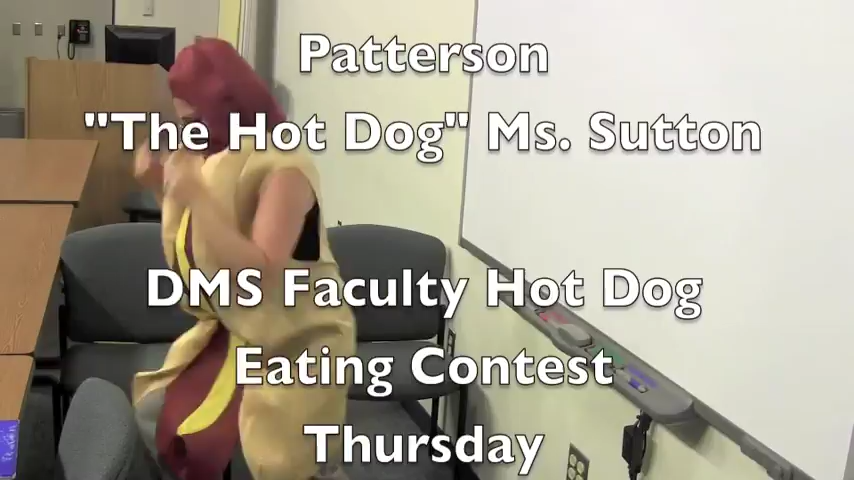 Patterson
"The Hot Dog" Ms. Sutton
DMS Faculty Hot Dog
Eating Contest
Thursday